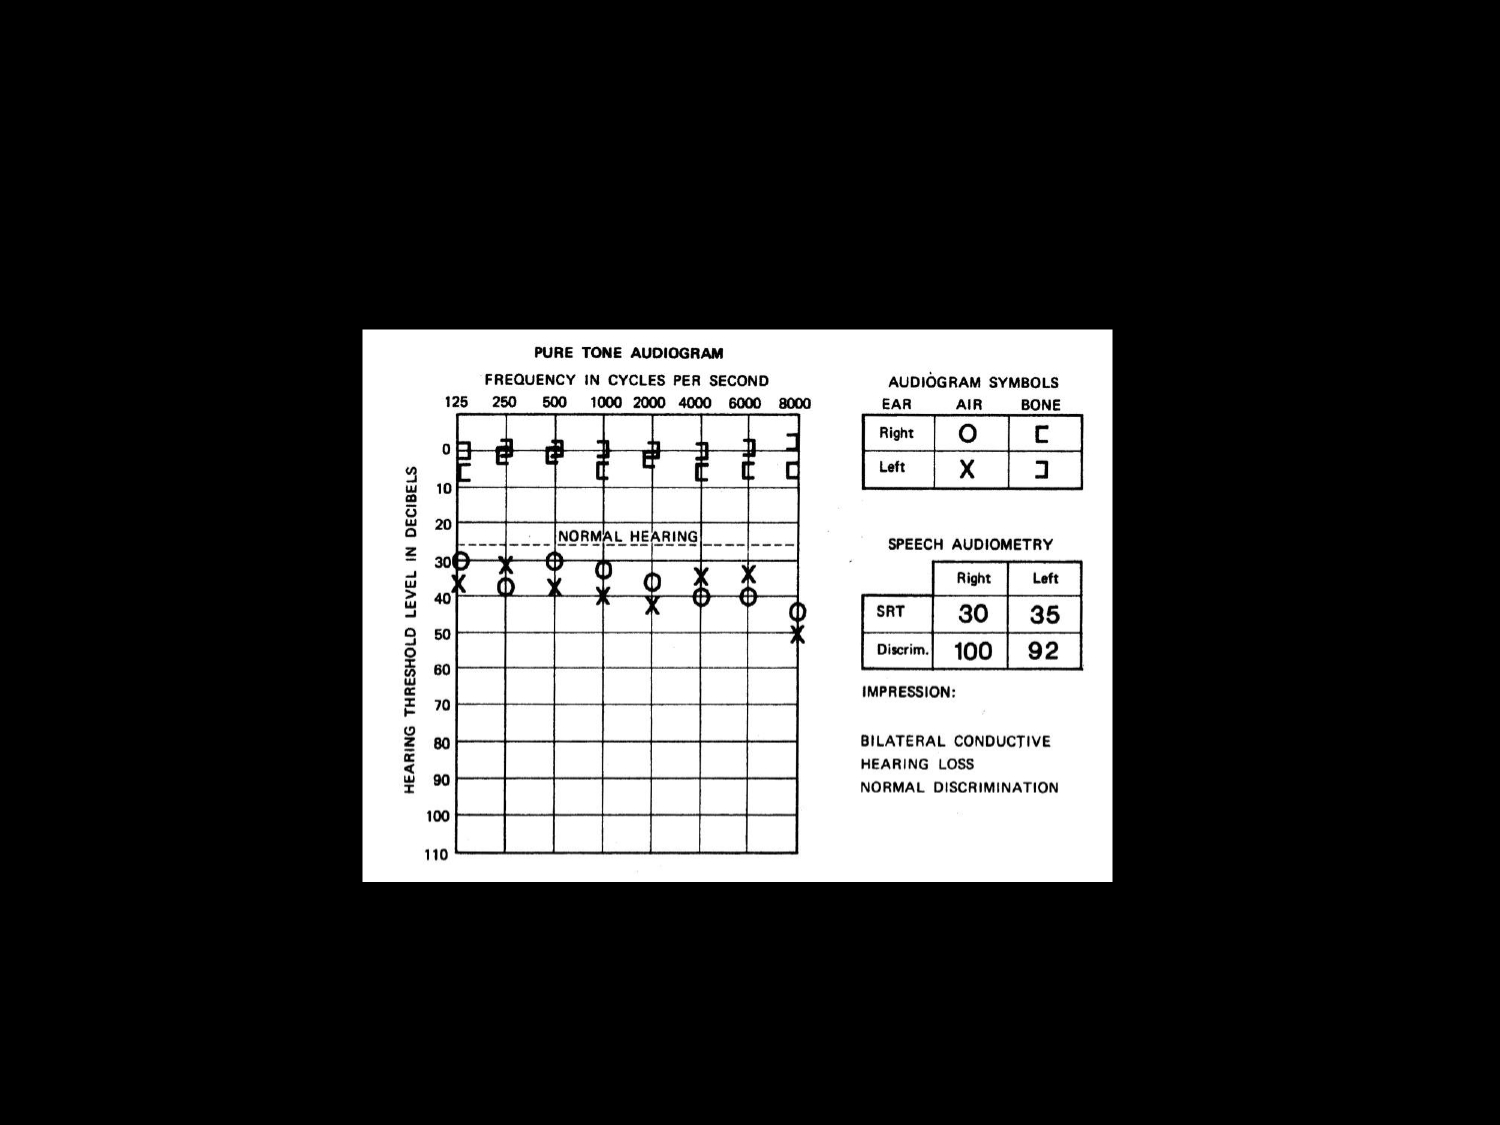 PURE TONE AUDIOGRAM
FREQUENCY IN CYCLES PER SECOND
125 250 500 1000 2000 4000 6000 8000
HEARING THRESHOLD LEVEL IN DECIBELS
0
10
20
30
40
50
60
70
80
90
100
110
NORMAL HEARING
AUDIOGRAM SYMBOLS
EAR AIR BONE
Right O ⊏
Left X ⊐
SPEECH AUDIOMETRY
Right Left
SRT 30 35
Discrim. 100 92
IMPRESSION:
BILATERAL CONDUCTIVE
HEARING LOSS
NORMAL DISCRIMINATION